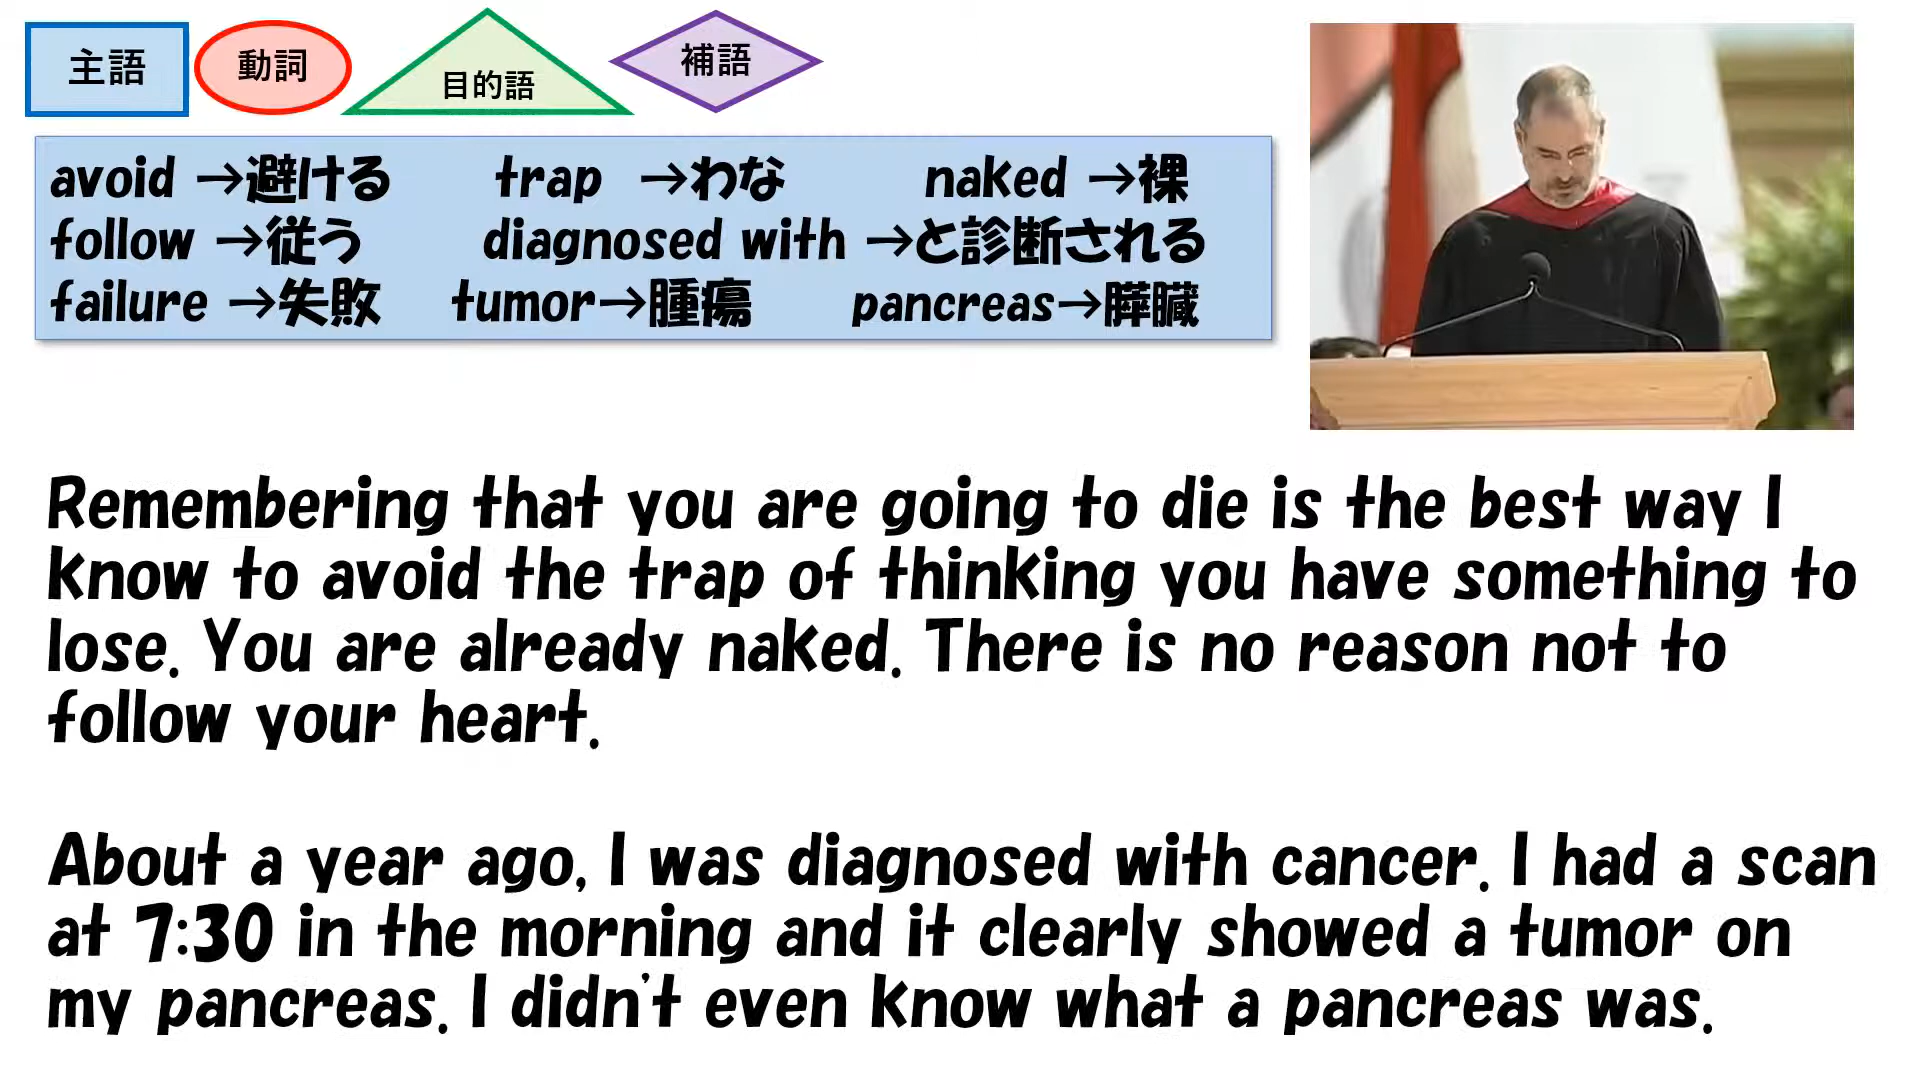 主語 動詞 目的語 補語
avoid →避ける trap →わな naked →裸
follow →従う diagnosed with →と診断される
failure →失敗 tumor→腫瘍 pancreas→膵臓
Remembering that you are going to die is the best way I
know to avoid the trap of thinking you have something to
lose. You are already naked. There is no reason not to
follow your heart.
About a year ago, I was diagnosed with cancer. I had a scan
at 7:30 in the morning and it clearly showed a tumor on
my pancreas. I didn't even know what a pancreas was.